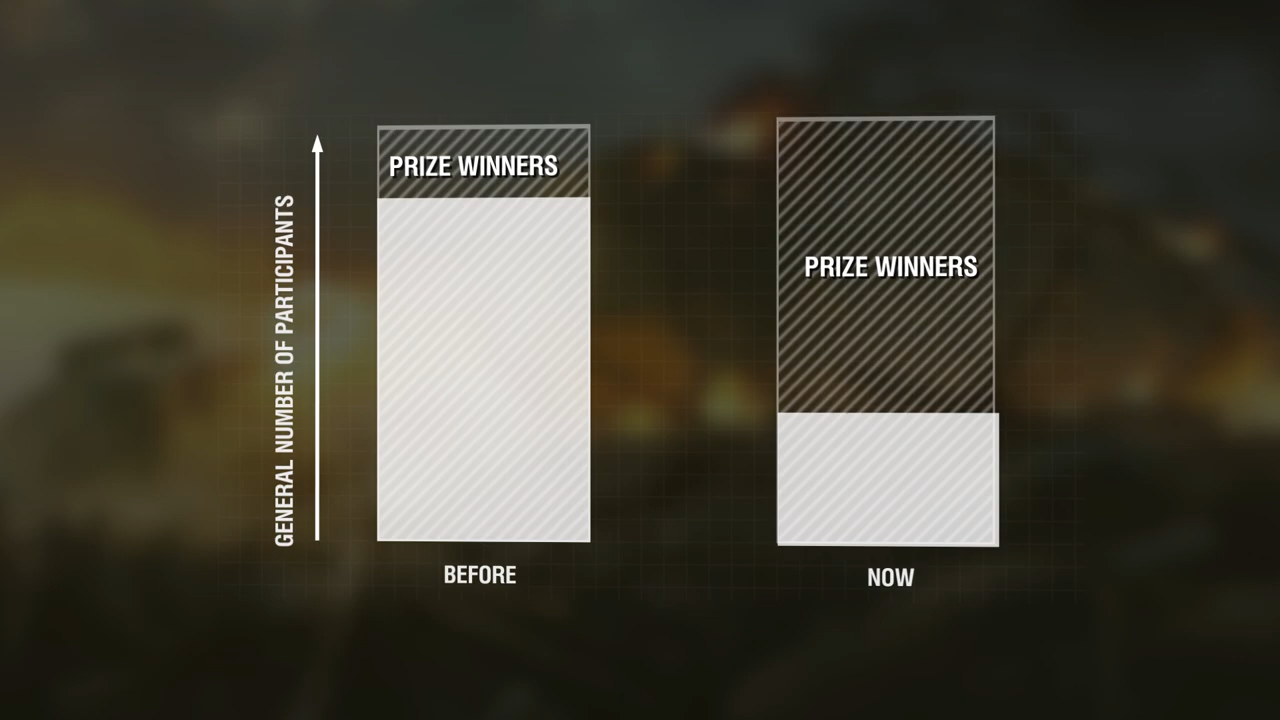 GENERAL NUMBER OF PARTICIPANTS
PRIZE WINNERS
PRIZE WINNERS
BEFORE
NOW